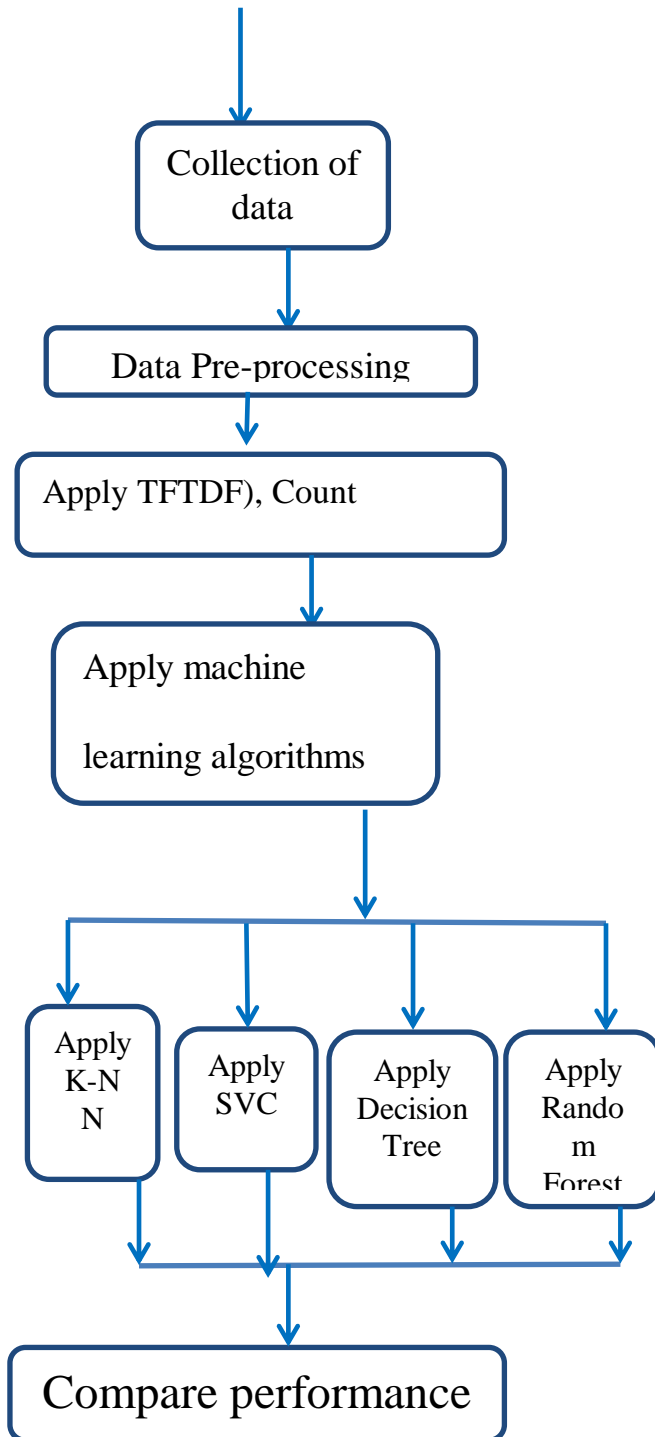 Collection of
data
Data Pre-processing
Apply TFTDF), Count
Apply machine
learning algorithms
Apply
K-N
N
Apply
SVC
Apply
Decision
Tree
Apply
Rando
m
Forest
Compare performance